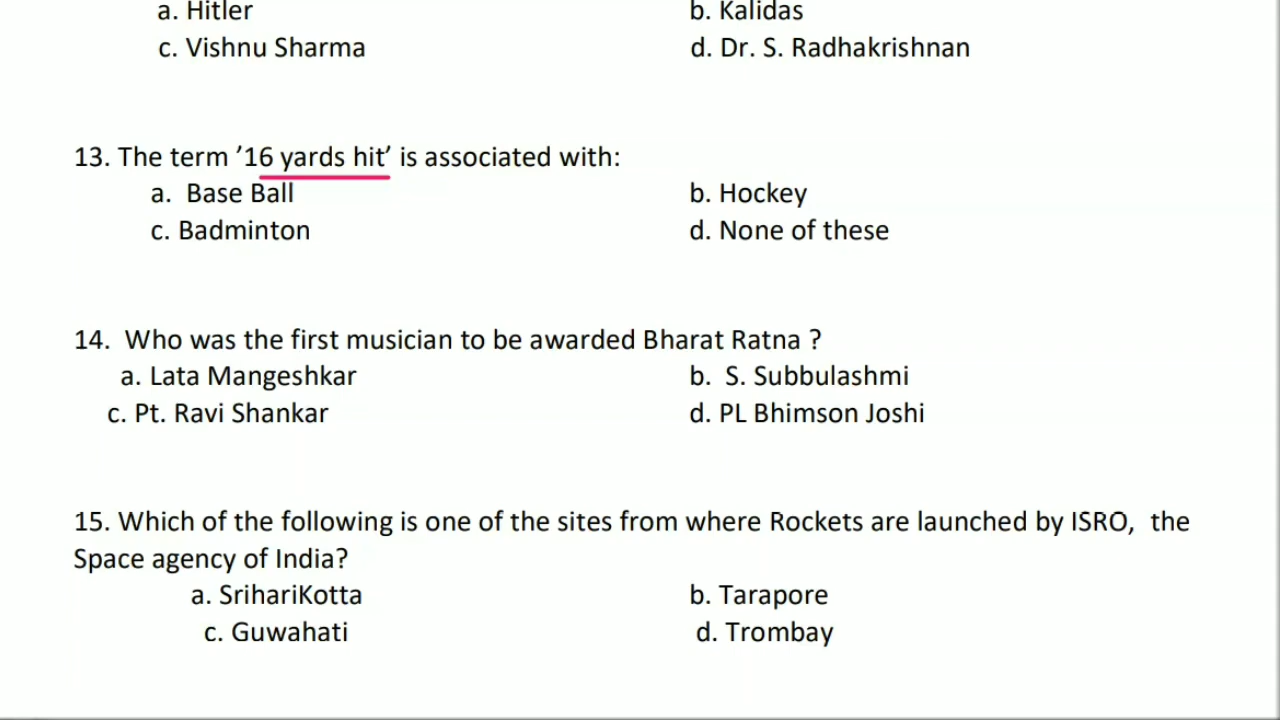 a. Hitler b. Kalidas
c. Vishnu Sharma d. Dr. S. Radhakrishnan
13. The term ’16 yards hit’ is associated with:
a. Base Ball b. Hockey
c. Badminton d. None of these
14. Who was the first musician to be awarded Bharat Ratna ?
a. Lata Mangeshkar b. S. Subbulashmi
c. Pt. Ravi Shankar d. PL Bhimson Joshi
15. Which of the following is one of the sites from where Rockets are launched by ISRO, the
Space agency of India?
a. SrihariKotta b. Tarapore
c. Guwahati d. Trombay